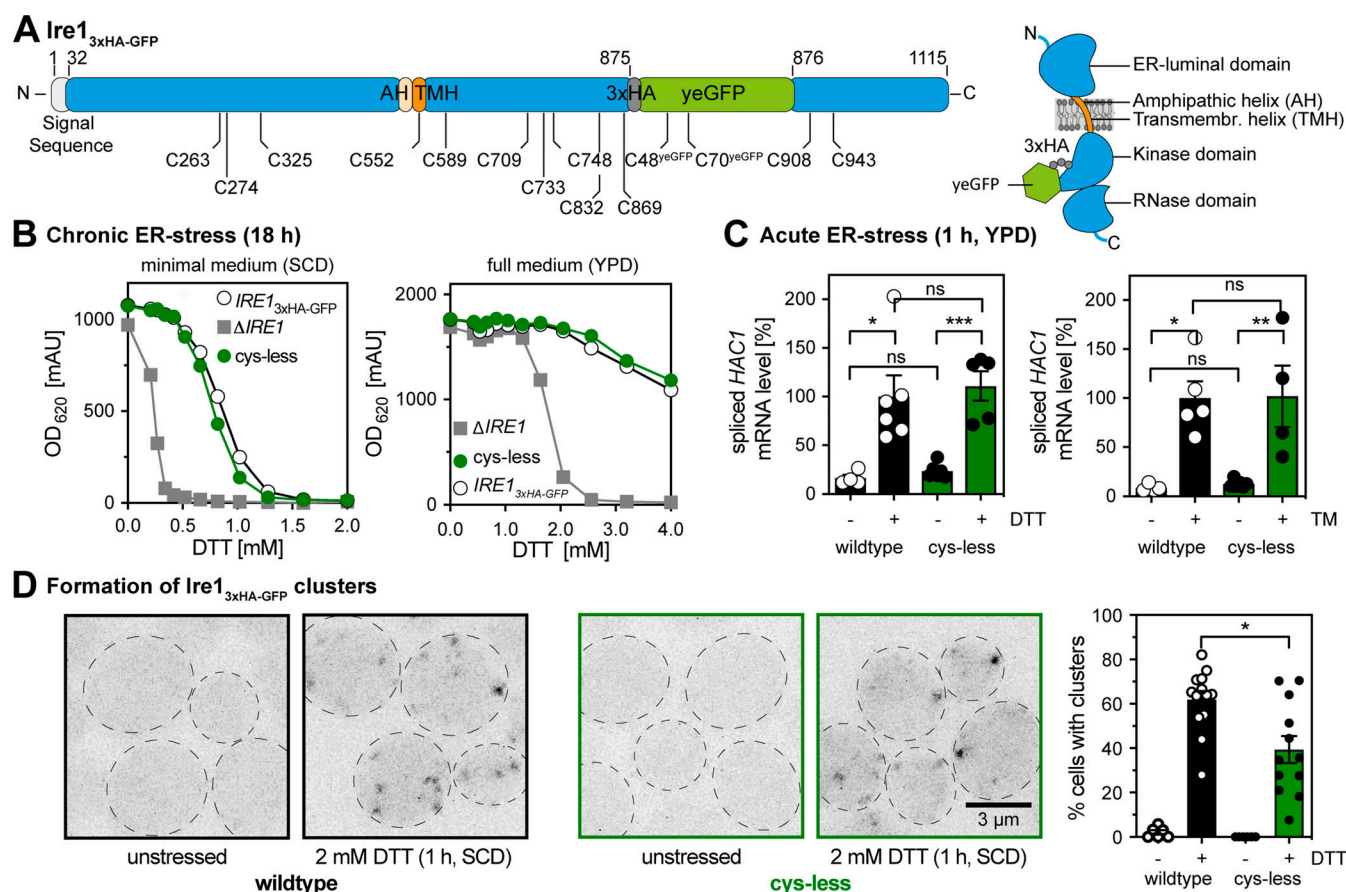 A Ire1 3xHA-GFP
1 32 875 876 1115
N - AH TMH 3xHA yeGFP - C
Signal
Sequence
C263
C274
C325
C552
C589
C709
C733
C748
C832
C869
C48yeGFP
C70yeGFP
C908
C943
N
ER-luminal domain
Amphipathic helix (AH)
Transmembr. helix (TMH)
3xHA
Kinase domain
yeGFP
RNase domain
C
B Chronic ER-stress (18 h)
minimal medium (SCD)
OD620 [mAU]
1000
500
0
IRE1 3xHA-GFP
ΔIRE1
cys-less
0.0 0.5 1.0 1.5 2.0
DTT [mM]
full medium (YPD)
OD620 [mAU]
2000
1000
0
ΔIRE1
cys-less
IRE1 3xHA-GFP
0.0 1.0 2.0 3.0 4.0
DTT [mM]
C Acute ER-stress (1 h, YPD)
spliced HAC1
mRNA level [%]
200
150
100
50
0
ns
* ***
ns
- + - + DTT
wildtype cys-less
spliced HAC1
mRNA level [%]
200
150
100
50
0
ns
* **
ns
- + - + TM
wildtype cys-less
D Formation of Ire1 3xHA-GFP clusters
unstressed
2 mM DTT (1 h, SCD)
wildtype
unstressed
3 µm
2 mM DTT (1 h, SCD)
cys-less
% cells with clusters
100
80
60
40
20
0
*
- + - + DTT
wildtype cys-less